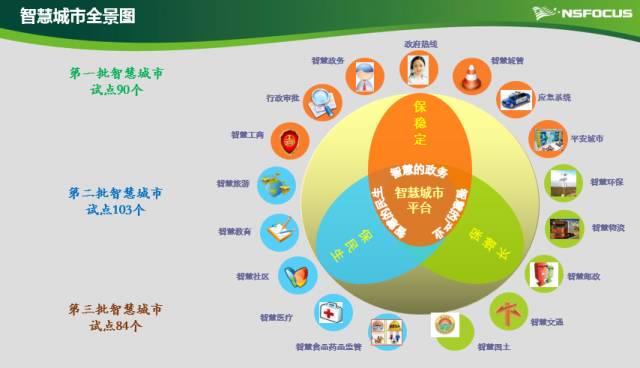 智慧城市全景图
NSFOCUS
第一批智慧城市
试点90个
第二批智慧城市
试点103个
第三批智慧城市
试点84个
政府热线
智慧政务
智慧城管
行政审批
应急系统
智慧工商
平安城市
智慧旅游
智慧环保
智慧教育
智慧物流
智慧社区
智慧邮政
智慧医疗
智慧交通
智慧食品药品监管
智慧国土
保稳定
智慧的政务
智慧城市
平台
智慧的民生
智慧的产业
保民生
保增长